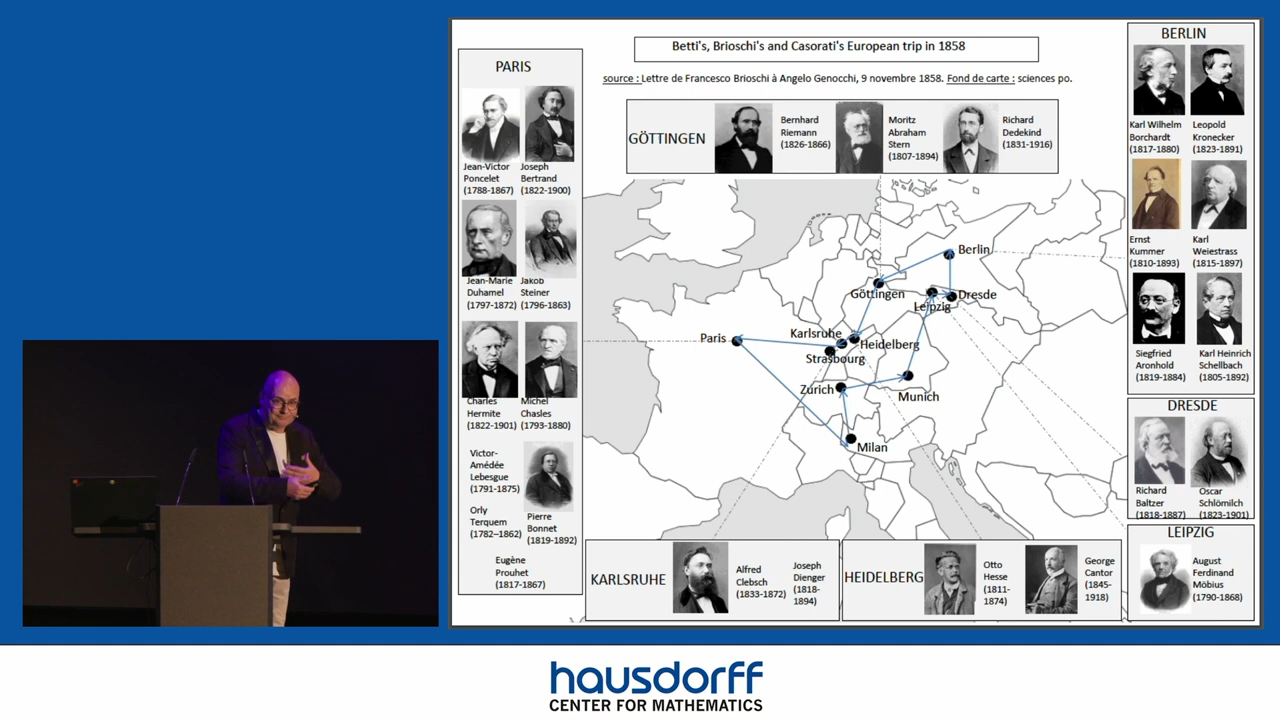 Betti's, Brioschi's and Casorati's European trip in 1858
source : Lettre de Francesco Brioschi à Angelo Genocchi, 9 novembre 1858. Fond de carte : sciences po.
PARIS
Jean-Victor
Poncelet
(1788-1867)
Joseph
Bertrand
(1822-1900)
Jean-Marie
Duhamel
(1797-1872)
Jakob
Steiner
(1796-1863)
Charles
Hermite
(1822-1901)
Michel
Chasles
(1793-1880)
Victor-
Amédée
Lebesgue
(1791-1875)
Orly
Terquem
(1782–1862)
Pierre
Bonnet
(1819-1892)
Eugène
Prouhet
(1817-1867)
GÖTTINGEN
Bernhard
Riemann
(1826-1866)
Moritz
Abraham
Stern
(1807-1894)
Richard
Dedekind
(1831-1916)
Berlin
Göttingen
Dresde
Leipzig
Paris
Karlsruhe
Heidelberg
Strasbourg
Zurich
Munich
Milan
KARLSRUHE
Alfred
Clebsch
(1833-1872)
Joseph
Dienger
(1818-
1894)
HEIDELBERG
Otto
Hesse
(1811-
1874)
George
Cantor
(1845-
1918)
BERLIN
Karl Wilhelm
Borchardt
(1817-1880)
Leopold
Kronecker
(1823-1891)
Ernst
Kummer
(1810-1893)
Karl
Weiestrass
(1815-1897)
Siegfried
Aronhold
(1819-1884)
Karl Heinrich
Schellbach
(1805-1892)
DRESDE
Richard
Baltzer
(1818-1887)
Oscar
Schlömilch
(1823-1901)
LEIPZIG
August
Ferdinand
Möbius
(1790-1868)
hausdorff
CENTER FOR MATHEMATICS